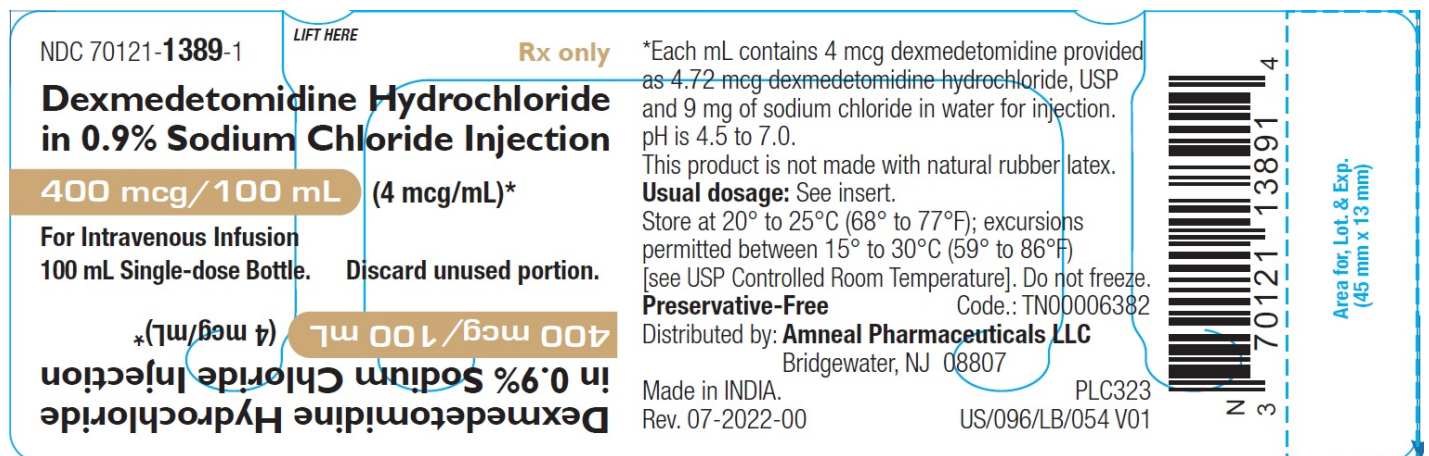 LIFT HERE
NDC 70121-1389-1
Rx only
Dexmedetomidine Hydrochloride
in 0.9% Sodium Chloride Injection
400 mcg/100 mL (4 mcg/mL)*
For Intravenous Infusion
100 mL Single-dose Bottle. Discard unused portion.
Dexmedetomidine Hydrochloride
in 0.9% Sodium Chloride Injection
400 mcg/100 mL (4 mcg/mL)*
*Each mL contains 4 mcg dexmedetomidine provided
as 4.72 mcg dexmedetomidine hydrochloride, USP
and 9 mg of sodium chloride in water for injection.
pH is 4.5 to 7.0.
This product is not made with natural rubber latex.
Usual dosage: See insert.
Store at 20° to 25°C (68° to 77°F); excursions
permitted between 15° to 30°C (59° to 86°F)
[see USP Controlled Room Temperature]. Do not freeze.
Preservative-Free Code.: TN00006382
Distributed by: Amneal Pharmaceuticals LLC
Bridgewater, NJ 08807
Made in INDIA. PLC323
Rev. 07-2022-00 US/096/LB/054 V01
N
3 70121 13891 4
Area for, Lot. & Exp.
(45 mm x 13 mm)